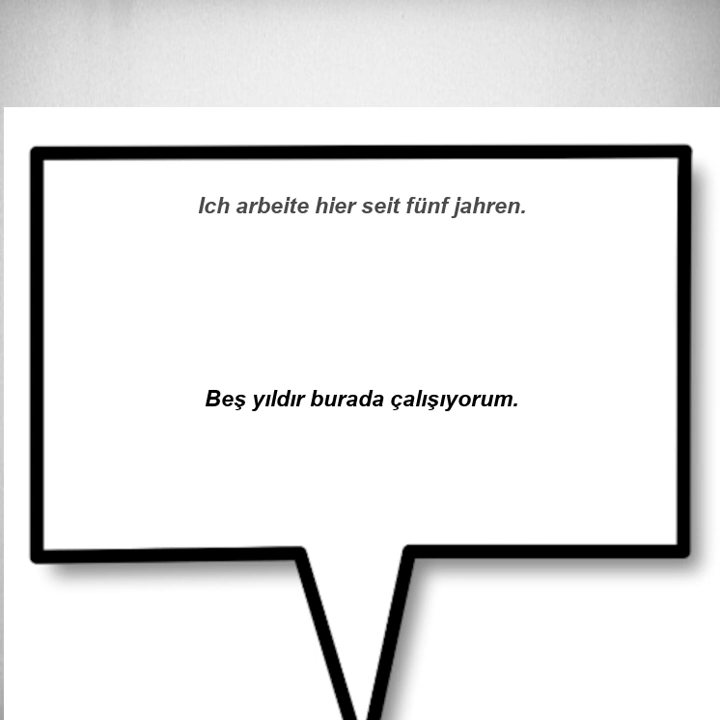 Ich arbeite hier seit fünf jahren.
Beş yıldır burada çalışıyorum.